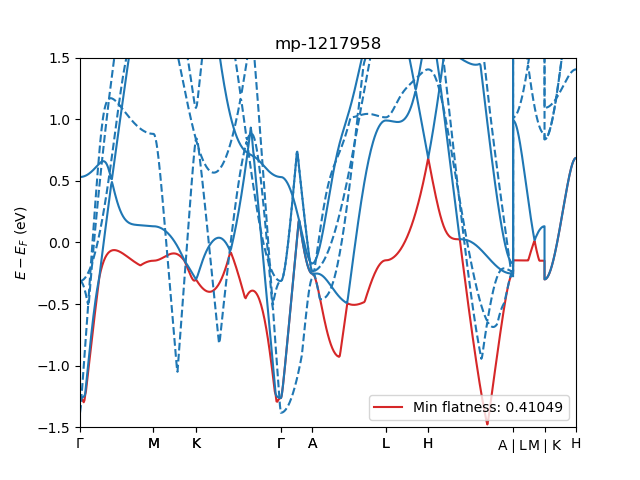 mp-1217958
E − E_F (eV)
1.5
1.0
0.5
0.0
−0.5
−1.0
−1.5
Min flatness: 0.41049
Γ M K Γ A L H A | L M | K H